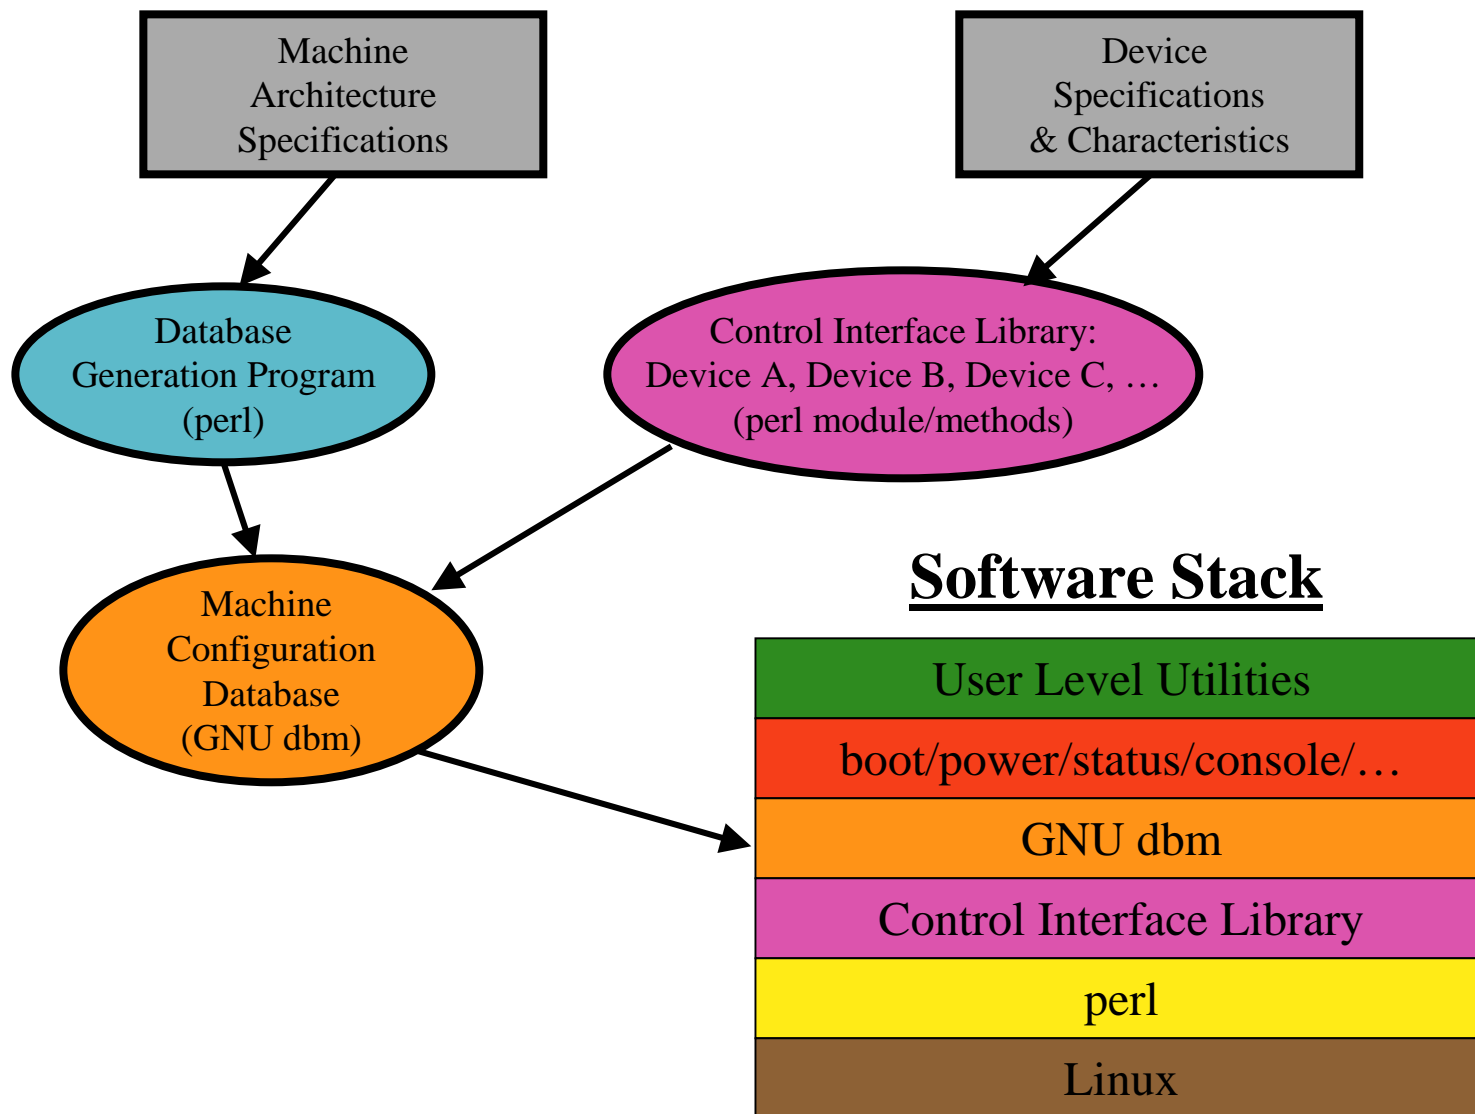 Machine
Architecture
Specifications
Device
Specifications
& Characteristics
Database
Generation Program
(perl)
Control Interface Library:
Device A, Device B, Device C, …
(perl module/methods)
Machine
Configuration
Database
(GNU dbm)
Software Stack
User Level Utilities
boot/power/status/console/…
GNU dbm
Control Interface Library
perl
Linux